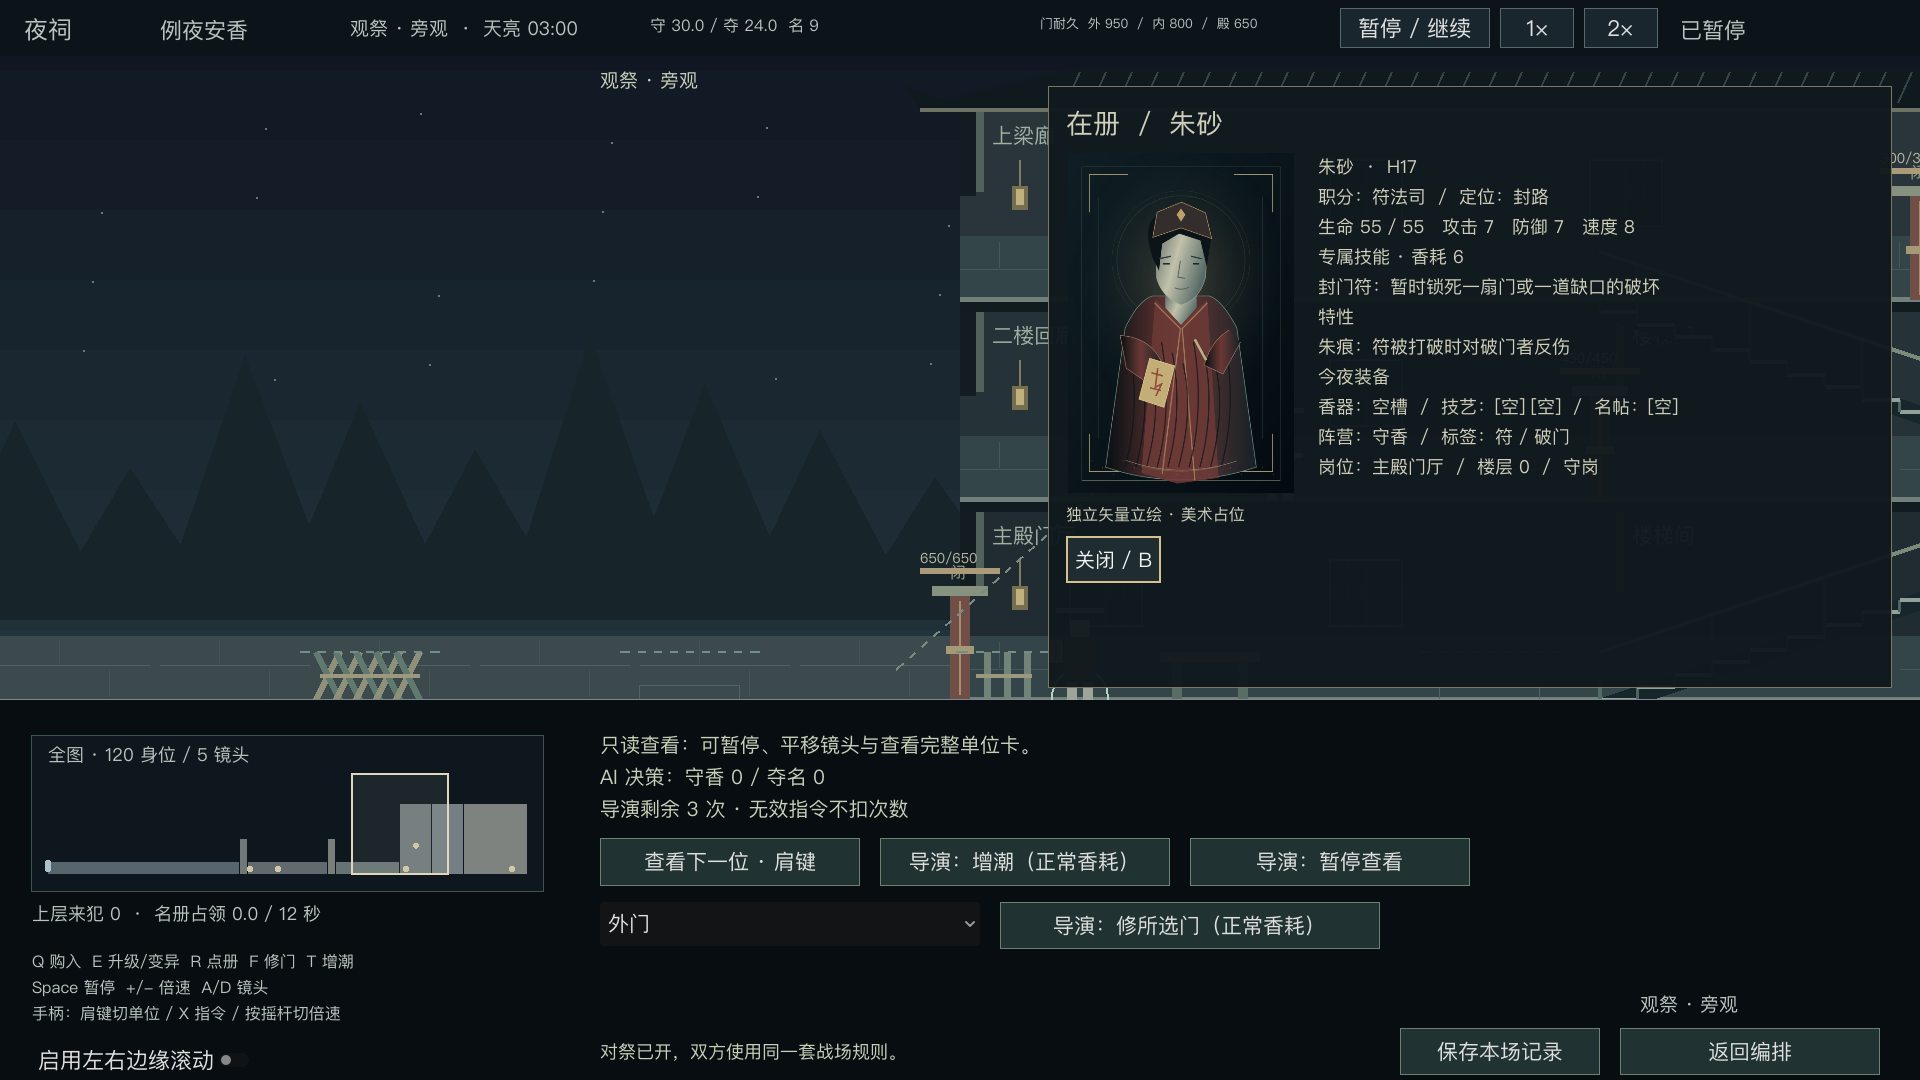 夜祠
例夜安香
观祭 · 旁观 · 天亮 03:00
守 30.0 / 夺 24.0 名 9
门耐久 外 950 / 内 800 / 殿 650
暂停 / 继续
1×
2×
已暂停
观祭 · 旁观
上梁廊
二楼回
主殿门
650/650
闭
在册 / 朱砂
朱砂 · H17
职分：符法司 / 定位：封路
生命 55 / 55 攻击 7 防御 7 速度 8
专属技能 · 香耗 6
封门符：暂时锁死一扇门或一道缺口的破坏
特性
朱痕：符被打破时对破门者反伤
今夜装备
香器：空槽 / 技艺：[空][空] / 名帖：[空]
阵营：守香 / 标签：符 / 破门
岗位：主殿门厅 / 楼层 0 / 守岗
独立矢量立绘 · 美术占位
关闭 / B
全图 · 120 身位 / 5 镜头
上层来犯 0 · 名册占领 0.0 / 12 秒
Q 购入 E 升级/变异 R 点册 F 修门 T 增潮
Space 暂停 +/− 倍速 A/D 镜头
手柄：肩键切单位 / X 指令 / 按摇杆切倍速
启用左右边缘滚动
只读查看：可暂停、平移镜头与查看完整单位卡。
AI 决策：守香 0 / 夺名 0
导演剩余 3 次 · 无效指令不扣次数
查看下一位 · 肩键
导演：增潮（正常香耗）
导演：暂停查看
外门
导演：修所选门（正常香耗）
对祭已开，双方使用同一套战场规则。
观祭 · 旁观
保存本场记录
返回编排